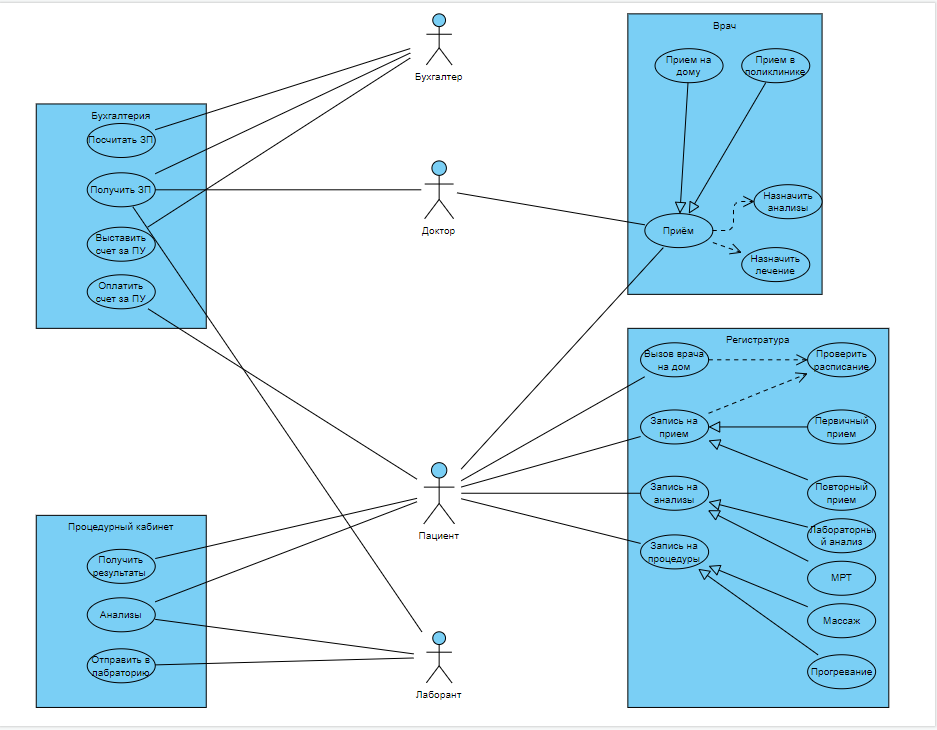 Бухгалтер
Врач
Прием на
дому
Прием в
поликлинике
Бухгалтерия
Посчитать ЗП
Получить ЗП
Выставить
счет за ПУ
Оплатить
счет за ПУ
Доктор
Назначить
анализы
Приём
Назначить
лечение
Регистратура
Вызов врача
на дом
Проверить
расписание
Запись на
прием
Первичный
прием
Запись на
анализы
Повторный
прием
Лабораторны
й анализ
Запись на
процедуры
МРТ
Массаж
Прогревание
Пациент
Процедурный кабинет
Получить
результаты
Анализы
Отправить в
лабраторию
Лаборант